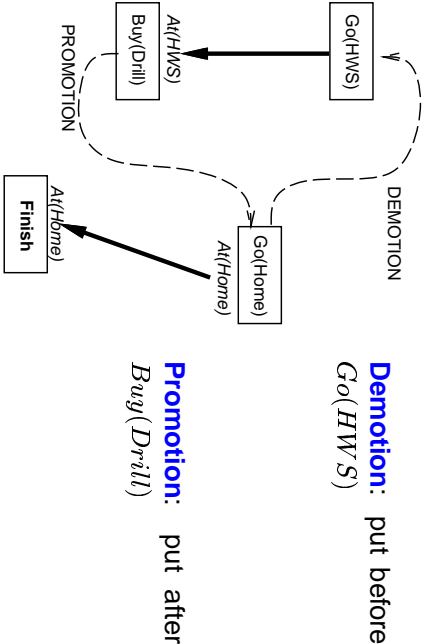 DEMOTION
Go(HWS)
Go(Home)
At(Home)
At(HWS)
Buy(Drill)
PROMOTION
At(Home)
Finish
Demotion: put before
Go(HWS)
Promotion: put after
Buy(Drill)